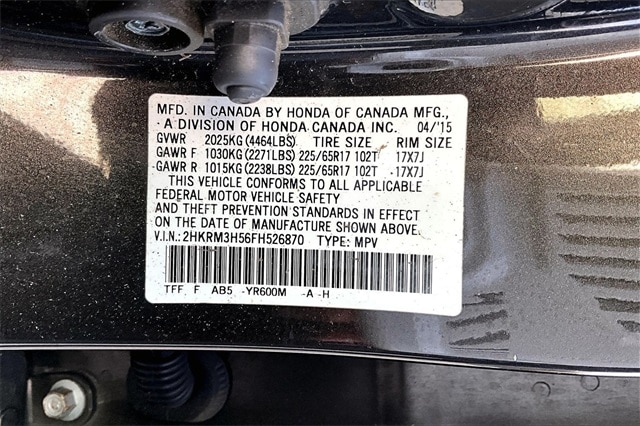 MFD. IN CANADA BY HONDA OF CANADA MFG.,
A DIVISION OF HONDA CANADA INC. 04/15
GVWR 2025KG (4464LBS) TIRE SIZE RIM SIZE
GAWR F 1030KG (2271LBS) 225/65R17 102T 17X7J
GAWR R 1015KG (2238LBS) 225/65R17 102T 17X7J
THIS VEHICLE CONFORMS TO ALL APPLICABLE
FEDERAL MOTOR VEHICLE SAFETY
AND THEFT PREVENTION STANDARDS IN EFFECT
ON THE DATE OF MANUFACTURE SHOWN ABOVE.
V.I.N.: 2HKRM3H56FH526870 TYPE: MPV
TFF F AB5 -YR600M -A -H